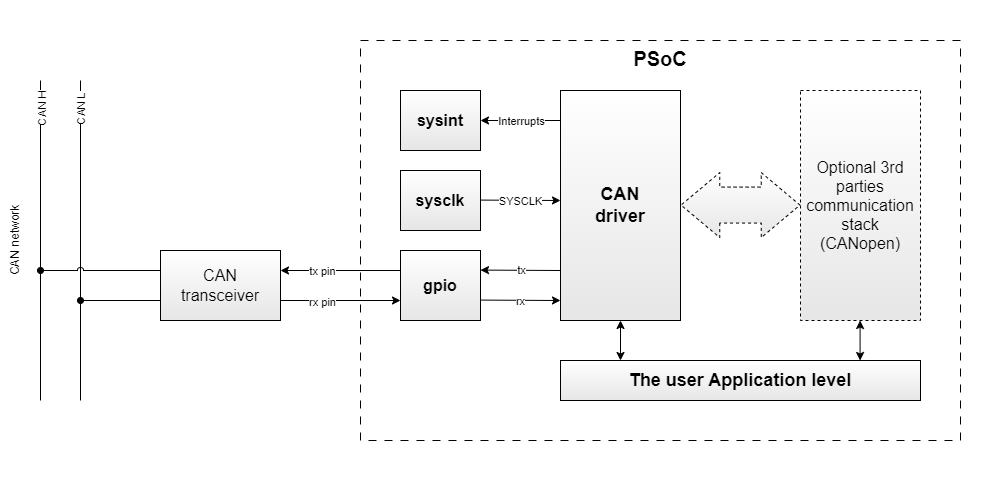 PSoC
CAN H
CAN L
CAN network
sysint
Interrupts
sysclk
SYSCLK
CAN
driver
Optional 3rd
parties
communication
stack
(CANopen)
CAN
transceiver
tx pin
rx pin
gpio
tx
rx
The user Application level